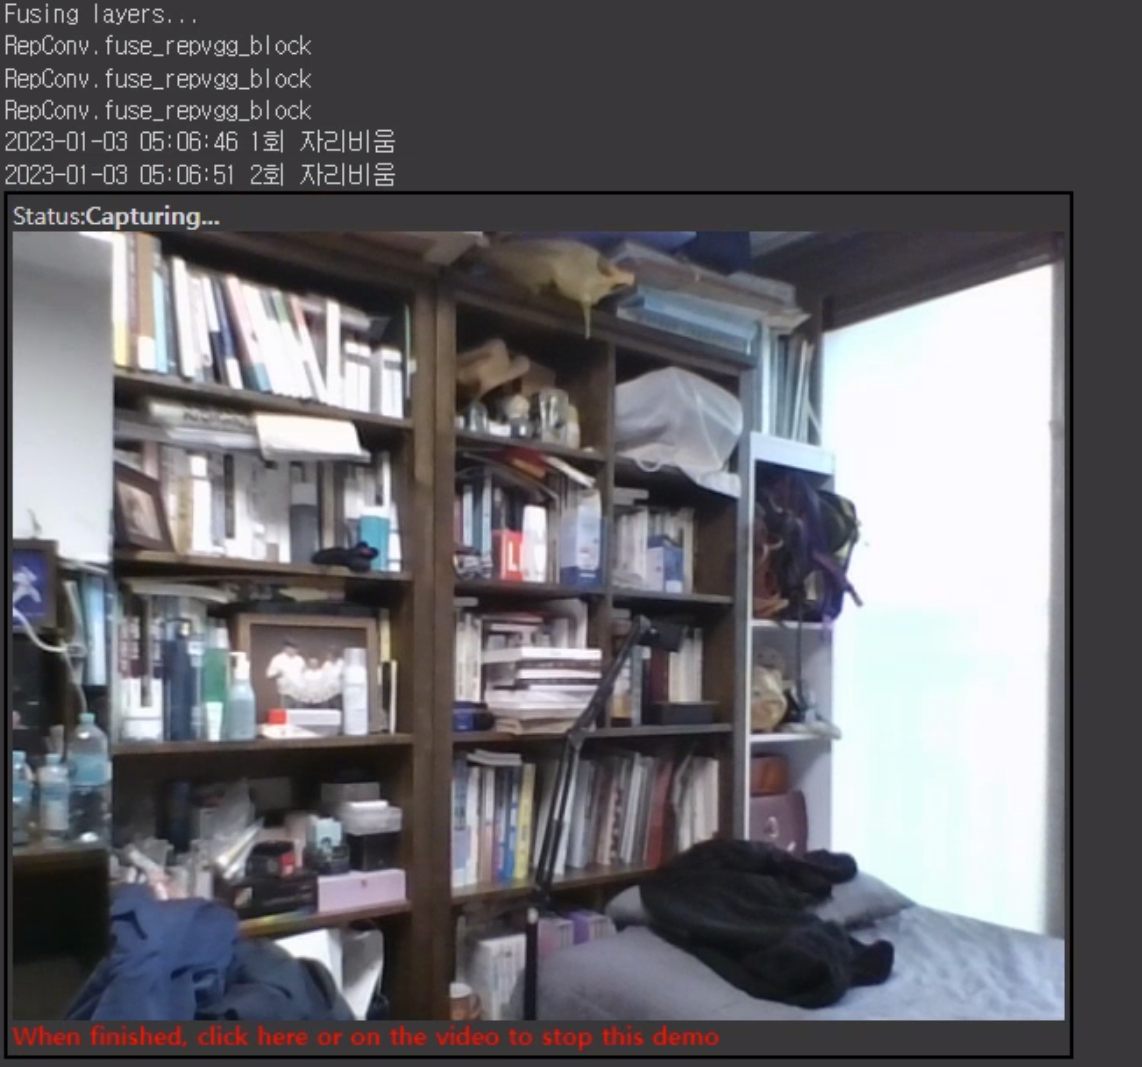 Fusing layers...
RepConv.fuse_repvgg_block
RepConv.fuse_repvgg_block
RepConv.fuse_repvgg_block
2023-01-03 05:06:46 1회 자리비움
2023-01-03 05:06:51 2회 자리비움
Status:Capturing...
When finished, click here or on the video to stop this demo